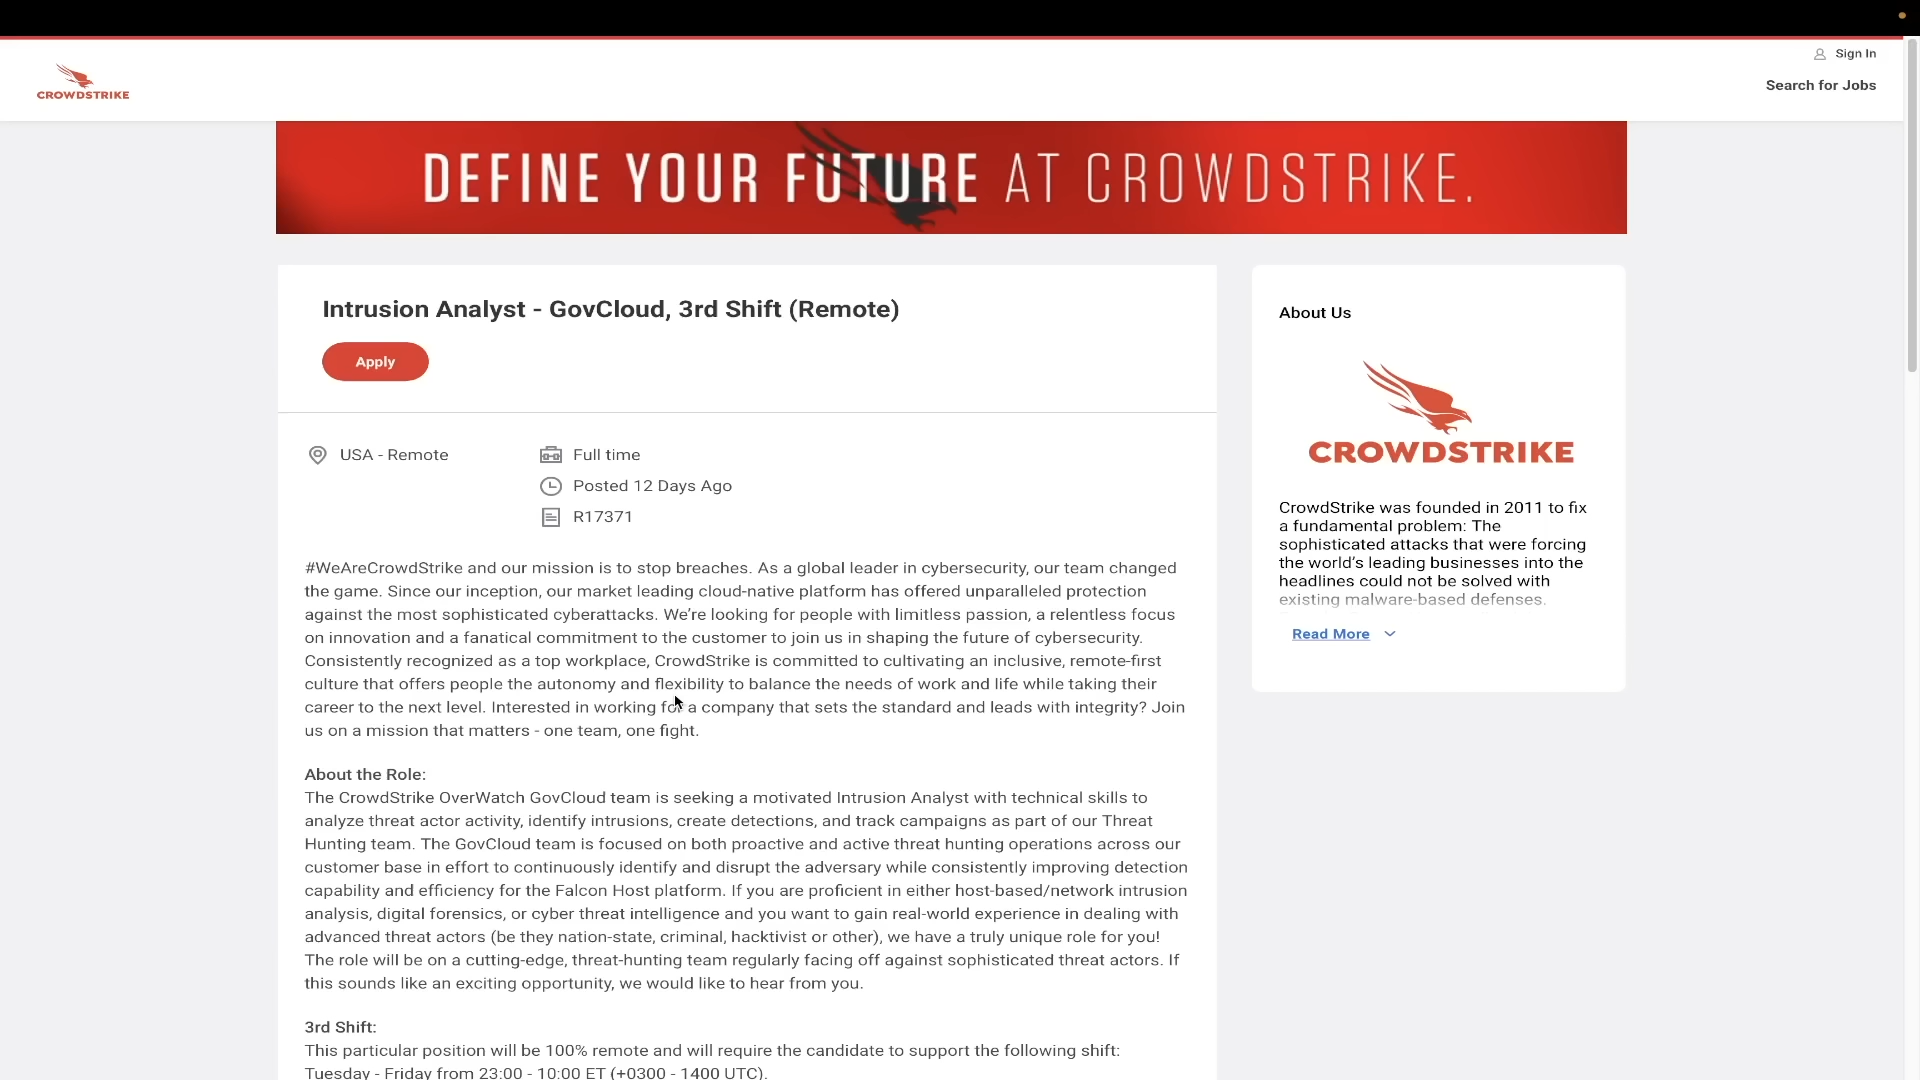 Sign In
CROWDSTRIKE
Search for Jobs
DEFINE YOUR FUTURE AT CROWDSTRIKE.
Intrusion Analyst - GovCloud, 3rd Shift (Remote)
Apply
USA - Remote
Full time
Posted 12 Days Ago
R17371
#WeAreCrowdStrike and our mission is to stop breaches. As a global leader in cybersecurity, our team changed
the game. Since our inception, our market leading cloud-native platform has offered unparalleled protection
against the most sophisticated cyberattacks. We’re looking for people with limitless passion, a relentless focus
on innovation and a fanatical commitment to the customer to join us in shaping the future of cybersecurity.
Consistently recognized as a top workplace, CrowdStrike is committed to cultivating an inclusive, remote-first
culture that offers people the autonomy and flexibility to balance the needs of work and life while taking their
career to the next level. Interested in working for a company that sets the standard and leads with integrity? Join
us on a mission that matters - one team, one fight.
About the Role:
The CrowdStrike OverWatch GovCloud team is seeking a motivated Intrusion Analyst with technical skills to
analyze threat actor activity, identify intrusions, create detections, and track campaigns as part of our Threat
Hunting team. The GovCloud team is focused on both proactive and active threat hunting operations across our
customer base in effort to continuously identify and disrupt the adversary while consistently improving detection
capability and efficiency for the Falcon Host platform. If you are proficient in either host-based/network intrusion
analysis, digital forensics, or cyber threat intelligence and you want to gain real-world experience in dealing with
advanced threat actors (be they nation-state, criminal, hacktivist or other), we have a truly unique role for you!
The role will be on a cutting-edge, threat-hunting team regularly facing off against sophisticated threat actors. If
this sounds like an exciting opportunity, we would like to hear from you.
3rd Shift:
This particular position will be 100% remote and will require the candidate to support the following shift:
Tuesday - Friday from 23:00 - 10:00 ET (+0300 - 1400 UTC).
About Us
CROWDSTRIKE
CrowdStrike was founded in 2011 to fix
a fundamental problem: The
sophisticated attacks that were forcing
the world’s leading businesses into the
headlines could not be solved with
existing malware-based defenses.
Read More